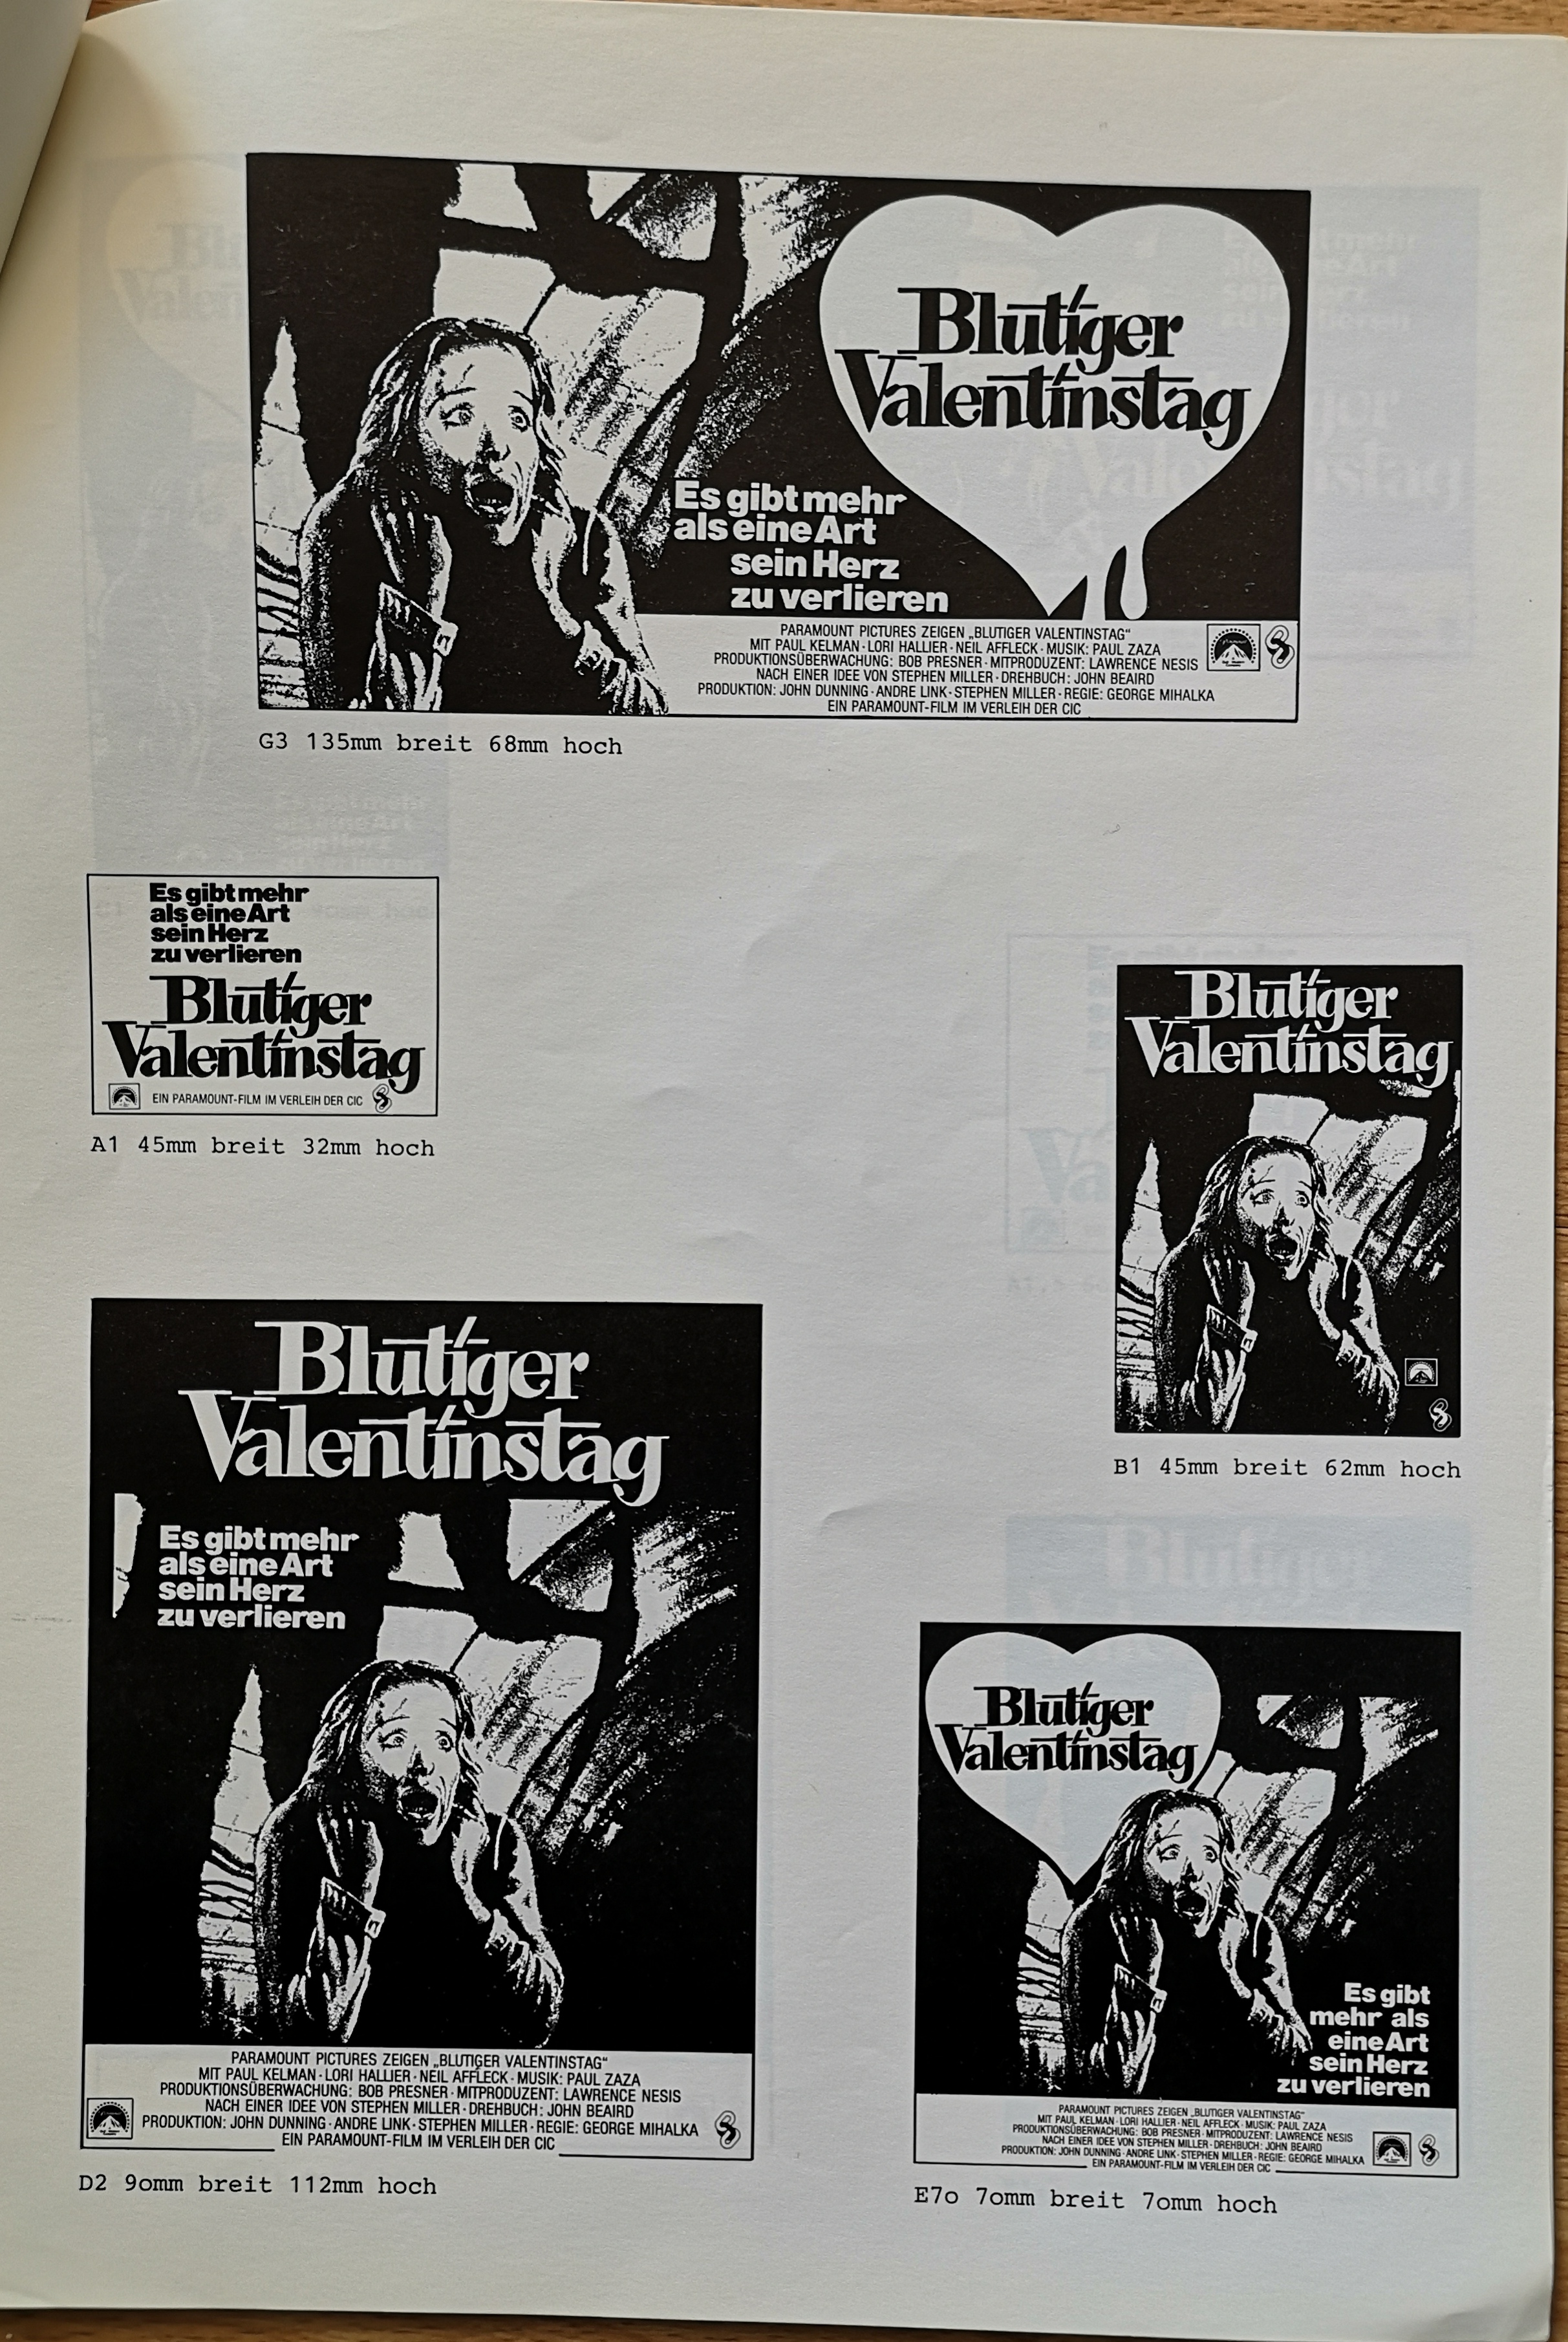 Blutiger
Valentinstag
Es gibt mehr
als eine Art
sein Herz
zu verlieren
PARAMOUNT PICTURES ZEIGEN „BLUTIGER VALENTINSTAG“
MIT PAUL KELMAN · LORI HALLIER · NEIL AFFLECK · MUSIK: PAUL ZAZA
PRODUKTIONSÜBERWACHUNG: BOB PRESNER · MITPRODUZENT: LAWRENCE NESIS
NACH EINER IDEE VON STEPHEN MILLER · DREHBUCH: JOHN BEAIRD
PRODUKTION: JOHN DUNNING · ANDRE LINK · STEPHEN MILLER · REGIE: GEORGE MIHALKA
EIN PARAMOUNT-FILM IM VERLEIH DER CIC
G3 135mm breit 68mm hoch
Es gibt mehr
als eine Art
sein Herz
zu verlieren
Blutiger
Valentinstag
EIN PARAMOUNT-FILM IM VERLEIH DER CIC
A1 45mm breit 32mm hoch
Blutiger
Valentinstag
B1 45mm breit 62mm hoch
Blutiger
Valentinstag
Es gibt mehr
als eine Art
sein Herz
zu verlieren
PARAMOUNT PICTURES ZEIGEN „BLUTIGER VALENTINSTAG“
MIT PAUL KELMAN · LORI HALLIER · NEIL AFFLECK · MUSIK: PAUL ZAZA
PRODUKTIONSÜBERWACHUNG: BOB PRESNER · MITPRODUZENT: LAWRENCE NESIS
NACH EINER IDEE VON STEPHEN MILLER · DREHBUCH: JOHN BEAIRD
PRODUKTION: JOHN DUNNING · ANDRE LINK · STEPHEN MILLER · REGIE: GEORGE MIHALKA
EIN PARAMOUNT-FILM IM VERLEIH DER CIC
D2 9omm breit 112mm hoch
Blutiger
Valentinstag
Es gibt
mehr als
eine Art
sein Herz
zu verlieren
PARAMOUNT PICTURES ZEIGEN „BLUTIGER VALENTINSTAG“
MIT PAUL KELMAN · LORI HALLIER · NEIL AFFLECK · MUSIK: PAUL ZAZA
PRODUKTIONSÜBERWACHUNG: BOB PRESNER · MITPRODUZENT: LAWRENCE NESIS
NACH EINER IDEE VON STEPHEN MILLER · DREHBUCH: JOHN BEAIRD
PRODUKTION: JOHN DUNNING · ANDRE LINK · STEPHEN MILLER · REGIE: GEORGE MIHALKA
EIN PARAMOUNT-FILM IM VERLEIH DER CIC
E7o 7omm breit 7omm hoch